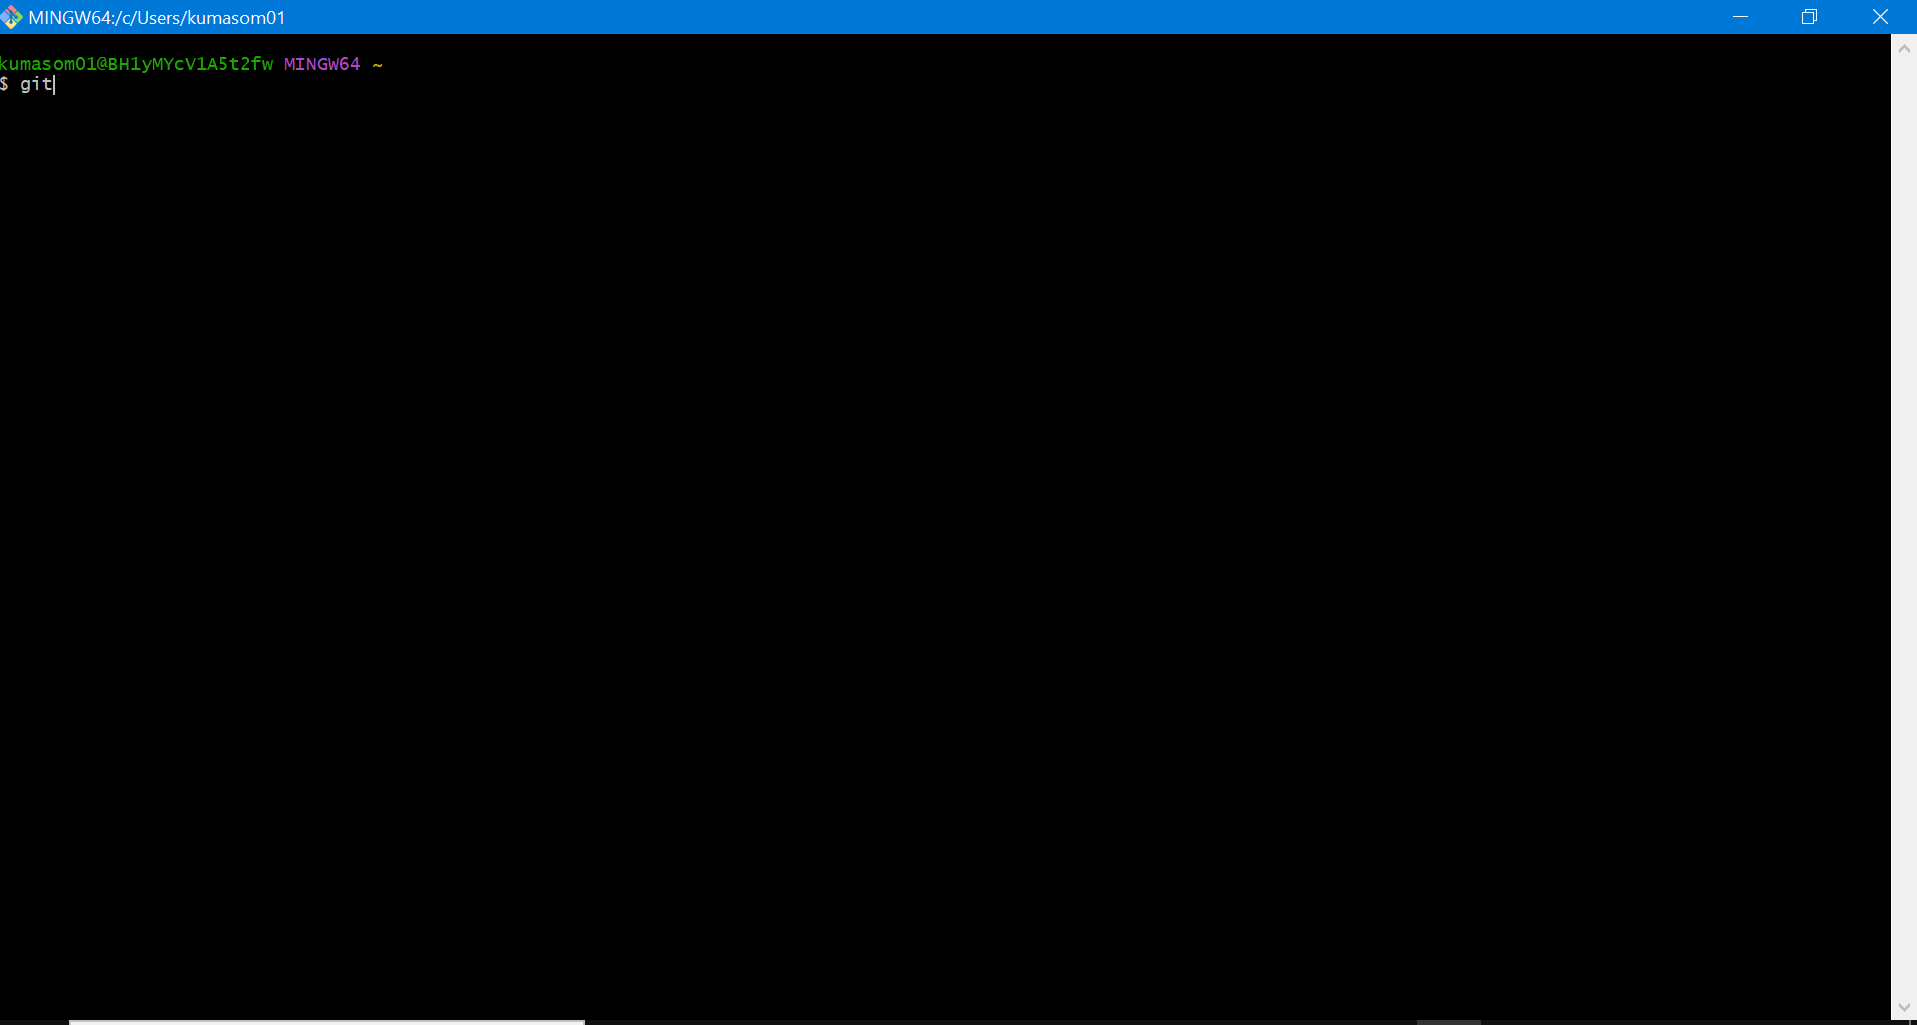 MINGW64:/c/Users/kumasom01
kumasom01@BH1yMYcV1A5t2fw MINGW64 ~
$ git